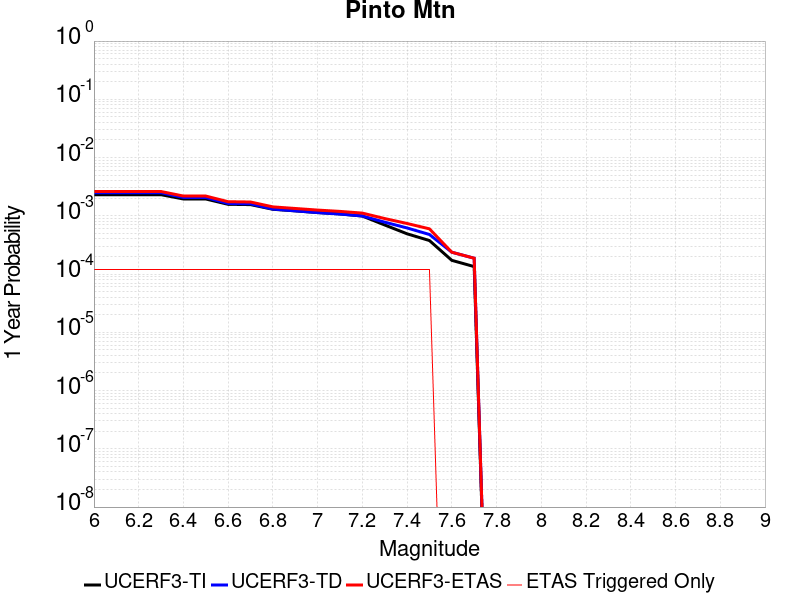 Pinto Mtn
10^0
10^-1
10^-2
10^-3
10^-4
10^-5
10^-6
10^-7
10^-8
1 Year Probability
6 6.2 6.4 6.6 6.8 7 7.2 7.4 7.6 7.8 8 8.2 8.4 8.6 8.8 9
Magnitude
UCERF3-TI UCERF3-TD UCERF3-ETAS ETAS Triggered Only